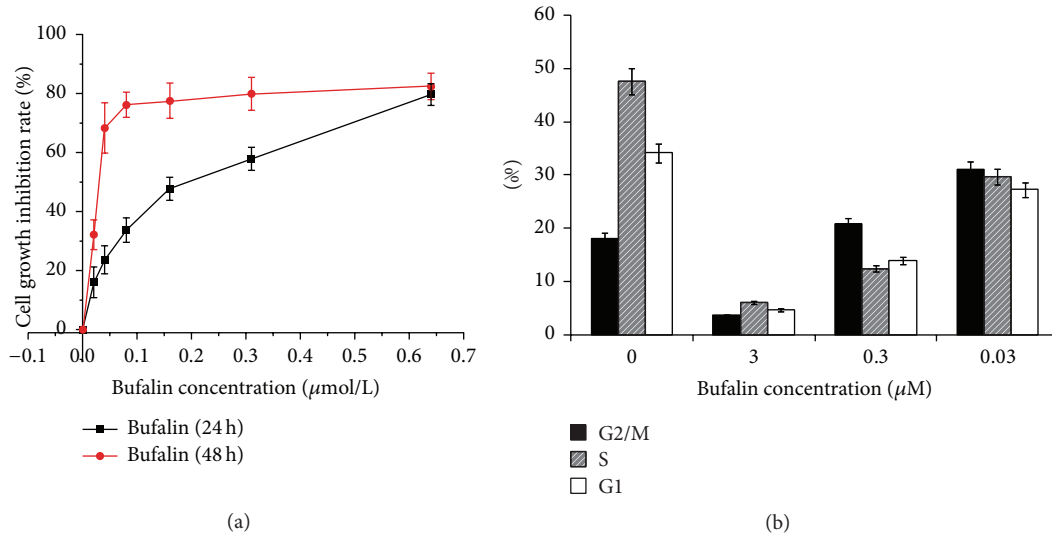 100
80
60
40
20
0
Cell growth inhibition rate (%)
−0.1 0.0 0.1 0.2 0.3 0.4 0.5 0.6 0.7
Bufalin concentration (μmol/L)
Bufalin (24 h)
Bufalin (48 h)
(a)
60
50
40
30
20
10
0
(%)
0 3 0.3 0.03
Bufalin concentration (μM)
G2/M
S
G1
(b)